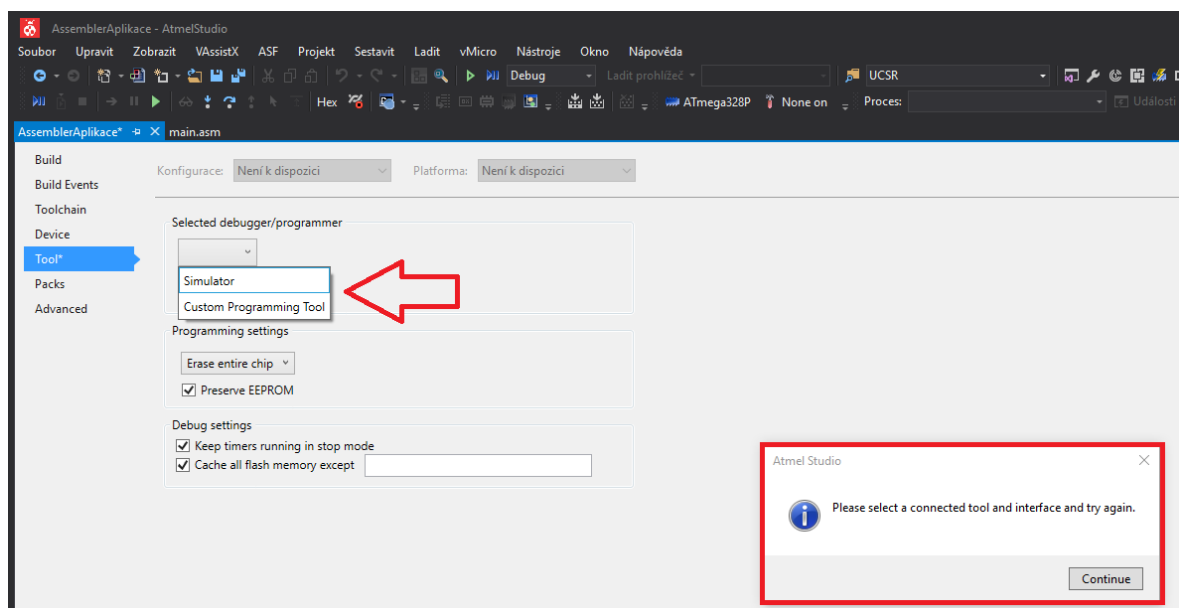 AssemblerAplikace - AtmelStudio
Soubor Upravit Zobrazit VAssistX ASF Projekt Sestavit Ladit vMicro Nástroje Okno Nápověda
Debug Ladit prohlížeč UCSR
Hex ATmega328P None on Proces: Události
AssemblerAplikace* main.asm
Build
Konfigurace: Není k dispozici Platforma: Není k dispozici
Build Events
Toolchain
Selected debugger/programmer
Device
Tool*
Packs
Simulator
Advanced
Custom Programming Tool
Programming settings
Erase entire chip
Preserve EEPROM
Debug settings
Keep timers running in stop mode
Cache all flash memory except
Atmel Studio
Please select a connected tool and interface and try again.
Continue